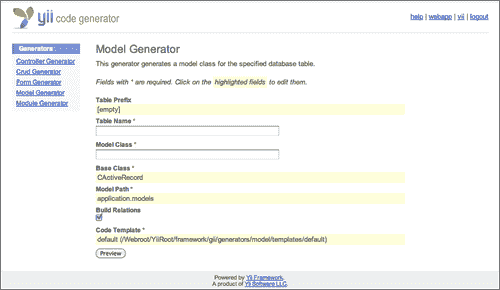 yii code generator
help | webapp | yii | logout
Generators
Controller Generator
Crud Generator
Form Generator
Model Generator
Module Generator
Model Generator
This generator generates a model class for the specified database table.
Fields with * are required. Click on the highlighted fields to edit them.
Table Prefix
[empty]
Table Name *
Model Class *
Base Class *
CActiveRecord
Model Path *
application.models
Build Relations
Code Template *
default (/Webroot/YiiRoot/framework/gii/generators/model/templates/default)
Preview
Powered by Yii Framework.
A product of Yii Software LLC.